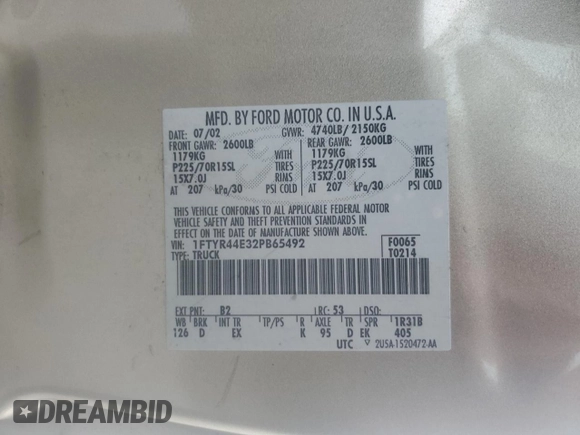 MFD. BY FORD MOTOR CO. IN U.S.A.
DATE: 07/02 GVWR: 4740LB/ 2150KG
FRONT GAWR: 2600LB REAR GAWR: 2600LB
1179KG WITH 1179KG WITH
P225/70R15SL TIRES P225/70R15SL TIRES
15X7.0J RIMS 15X7.0J RIMS
AT 207 kPa/30 PSI COLD AT 207 kPa/30 PSI COLD
THIS VEHICLE CONFORMS TO ALL APPLICABLE FEDERAL MOTOR
VEHICLE SAFETY AND THEFT PREVENTION STANDARDS IN
EFFECT ON THE DATE OF MANUFACTURE SHOWN ABOVE
VIN: 1FTYR44E32PB65492 F0065
TYPE: TRUCK T0214
EXT PNT: B2 RC: 53 DSO:
WB BRK INT TR TP/PS R AXLE TR SPR 1R31B
126 D EX K 95 D EK 405
UTC ▽ 2U5A-1520472-AA
DREAMBID